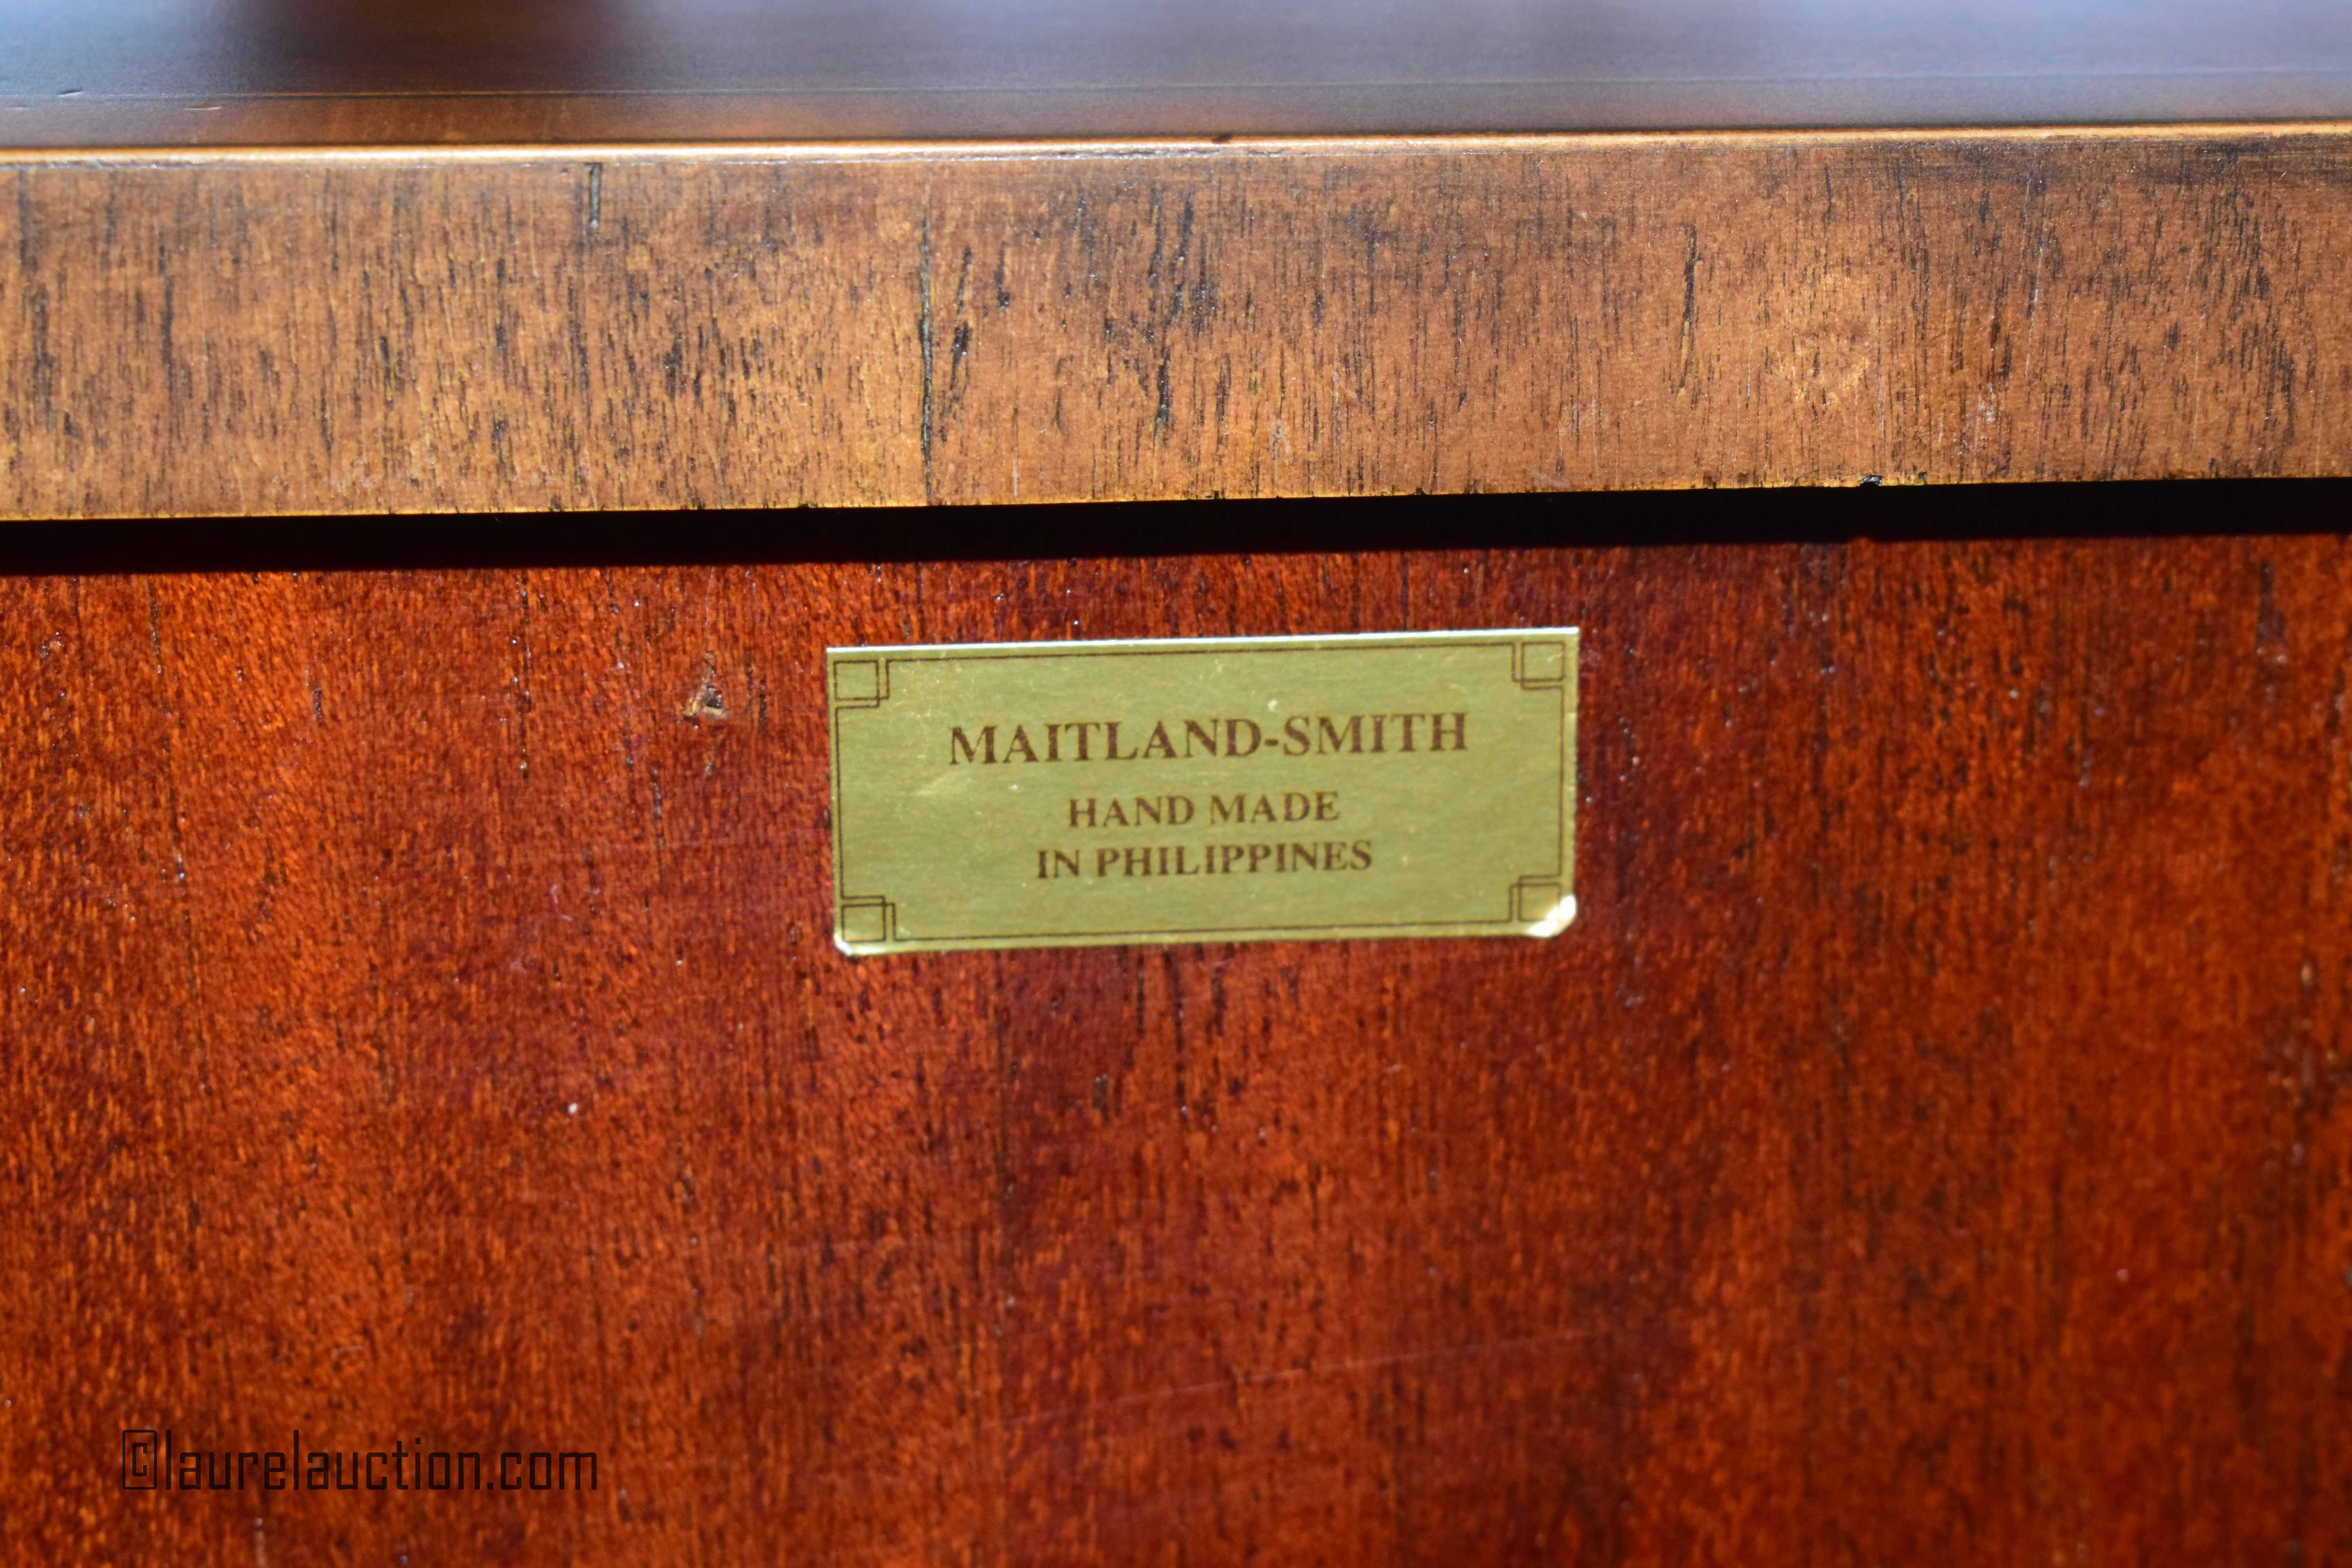 MAITLAND-SMITH
HAND MADE
IN PHILIPPINES
©laurelauction.com